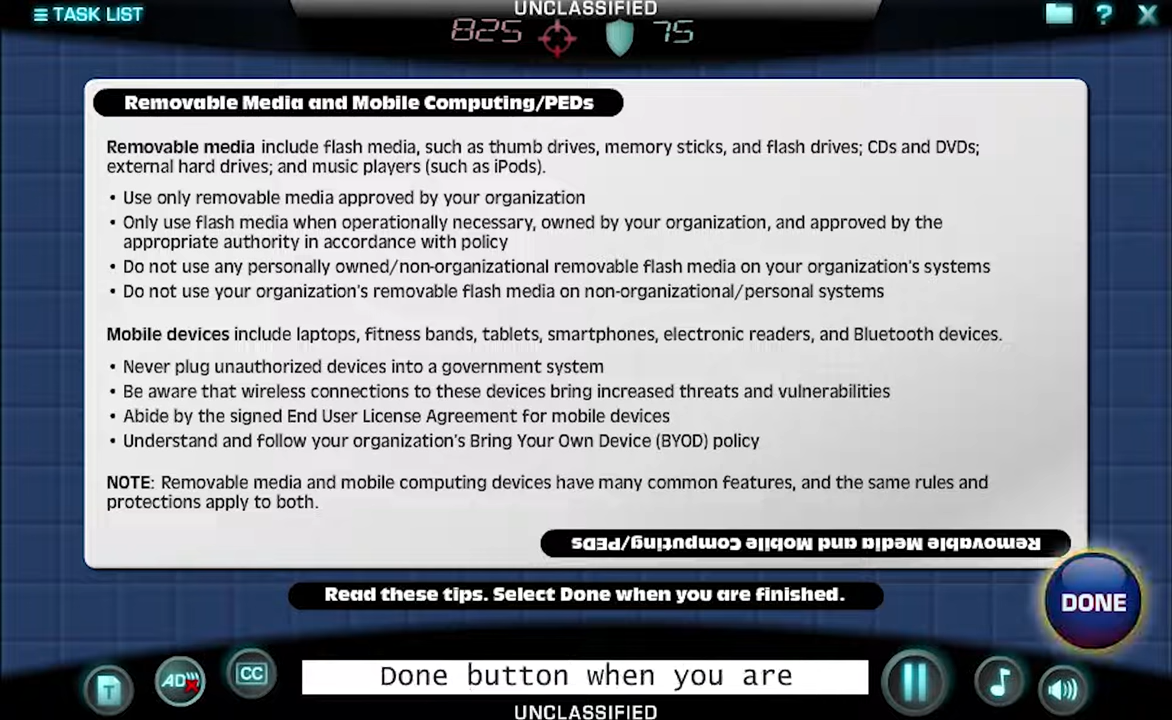 TASK LIST
UNCLASSIFIED
825 75
?
X
Removable Media and Mobile Computing/PEDs
Removable media include flash media, such as thumb drives, memory sticks, and flash drives; CDs and DVDs;
external hard drives; and music players (such as iPods).
• Use only removable media approved by your organization
• Only use flash media when operationally necessary, owned by your organization, and approved by the
appropriate authority in accordance with policy
• Do not use any personally owned/non-organizational removable flash media on your organization's systems
• Do not use your organization's removable flash media on non-organizational/personal systems
Mobile devices include laptops, fitness bands, tablets, smartphones, electronic readers, and Bluetooth devices.
• Never plug unauthorized devices into a government system
• Be aware that wireless connections to these devices bring increased threats and vulnerabilities
• Abide by the signed End User License Agreement for mobile devices
• Understand and follow your organization's Bring Your Own Device (BYOD) policy
NOTE: Removable media and mobile computing devices have many common features, and the same rules and
protections apply to both.
Removable Media and Mobile Computing/PEDs
Read these tips. Select Done when you are finished.
DONE
T
AD
CC
Done button when you are
UNCLASSIFIED